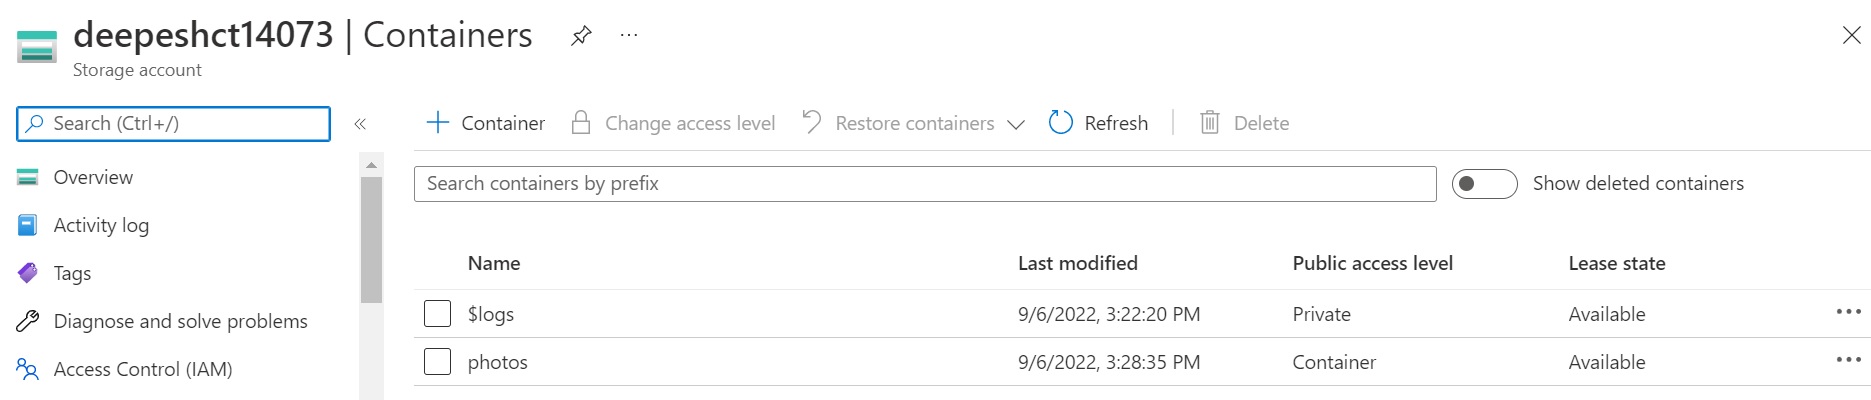 deepeshct14073 | Containers
Storage account
Search (Ctrl+/)
Container Change access level Restore containers Refresh Delete
Search containers by prefix Show deleted containers
Overview
Activity log
Tags
Diagnose and solve problems
Access Control (IAM)
Name Last modified Public access level Lease state
$logs 9/6/2022, 3:22:20 PM Private Available
photos 9/6/2022, 3:28:35 PM Container Available